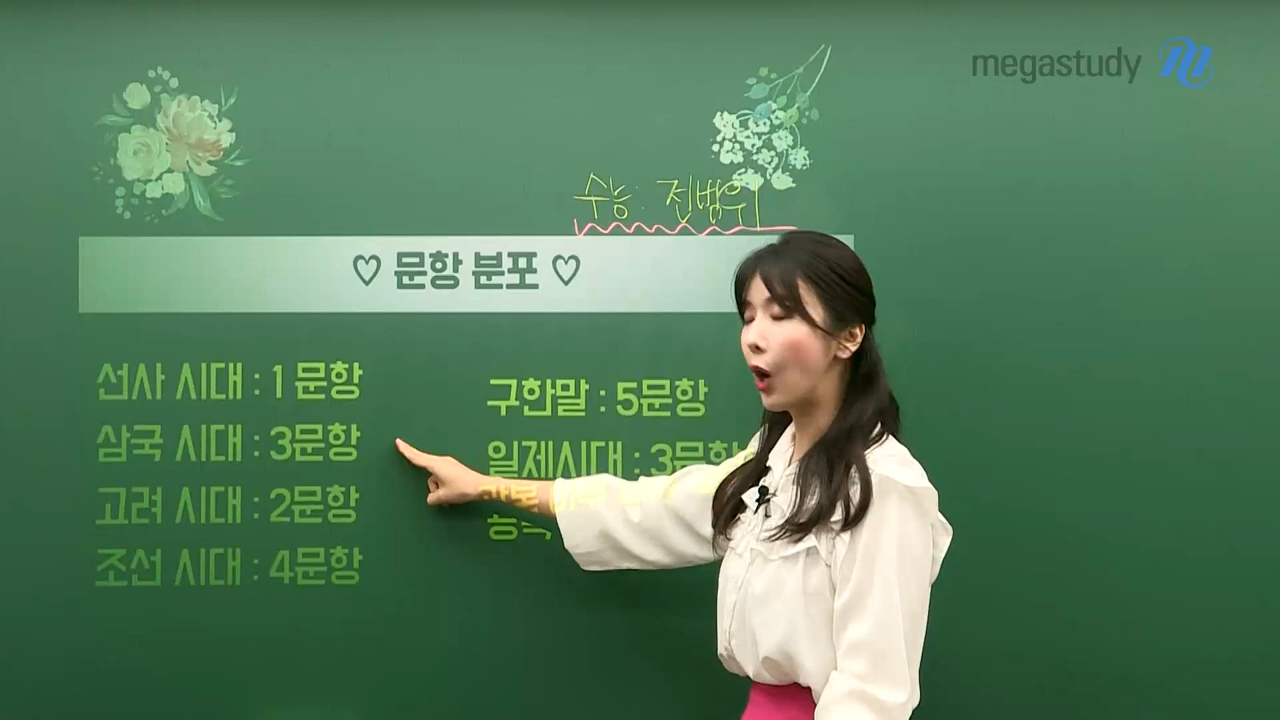 megastudy
수능 : 전범위
♡ 문항 분포 ♡
선사 시대 : 1 문항
삼국 시대 : 3문항
고려 시대 : 2문항
조선 시대 : 4문항
구한말 : 5문항
일제시대 : 3문항